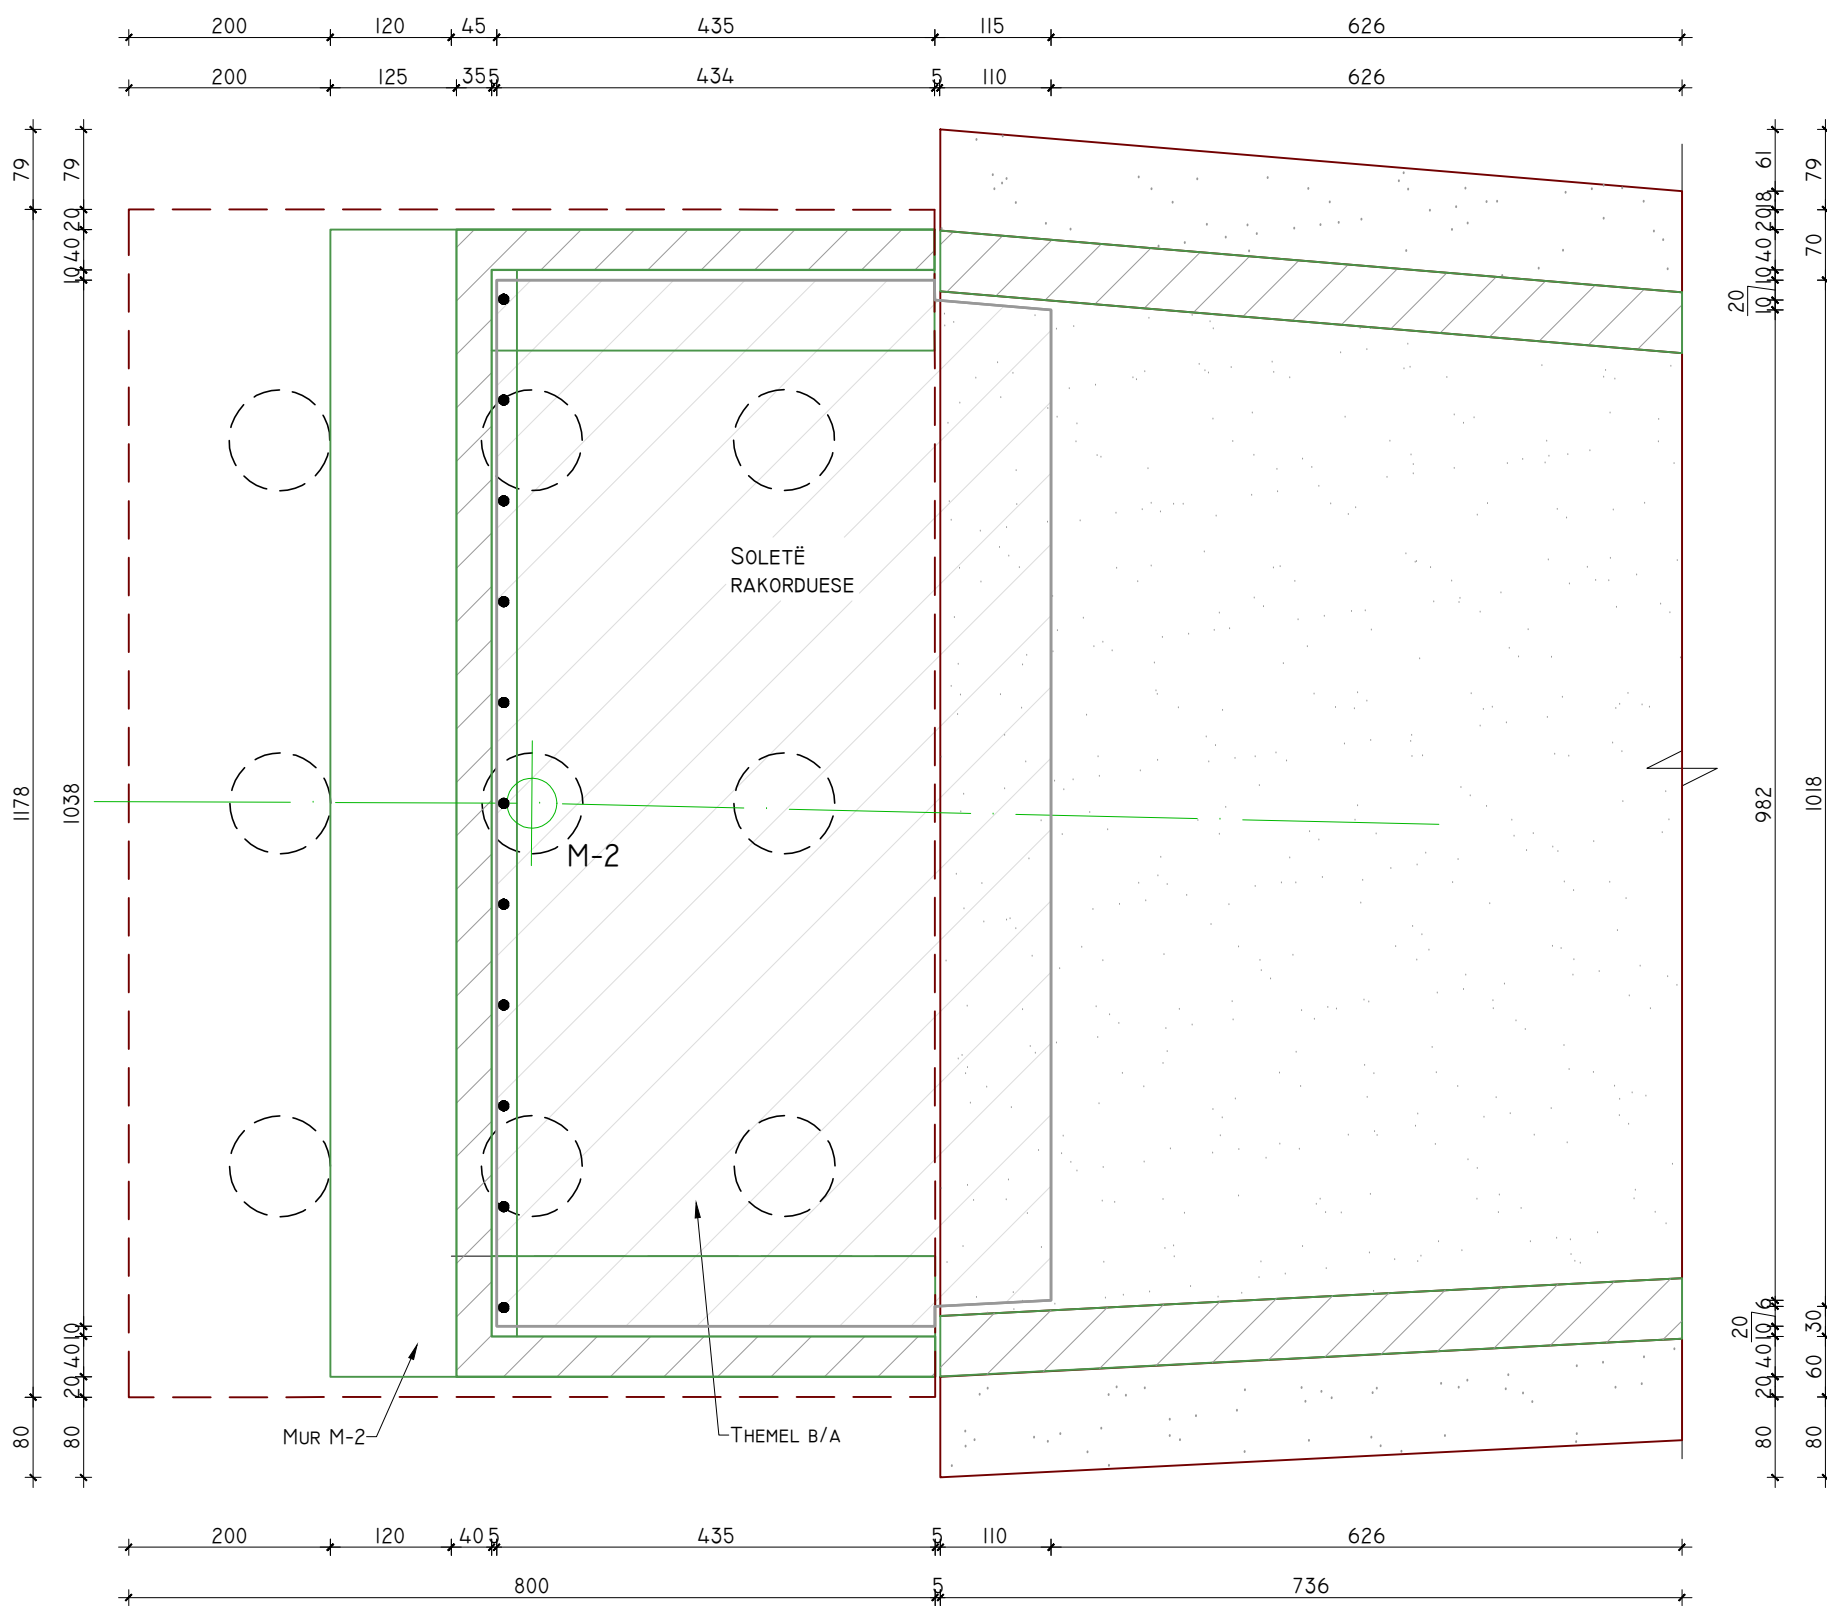 200 120 45 435 115 626
200 125 35 5 434 5 110 626
79 1178 80
79 20 40 10 1038 10 40 20 80
61 18 20 40 10 20 10 982 6 20 10 10 40 20 80
79 70 1018 30 60 80
SOLETË
RAKORDUESE
M-2
MUR M-2
THEMEL B/A
200 120 40 5 435 5 110 626
800 5 736